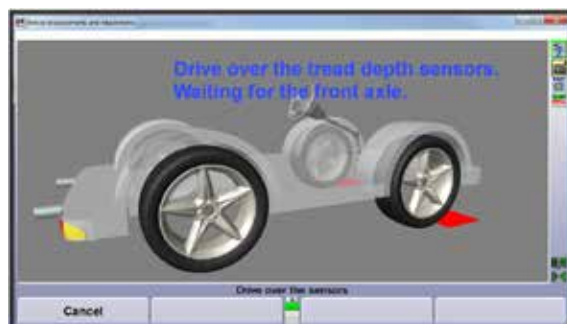 Drive over the tread depth sensors.
Waiting for the front axle.
Drive over the sensors
Cancel